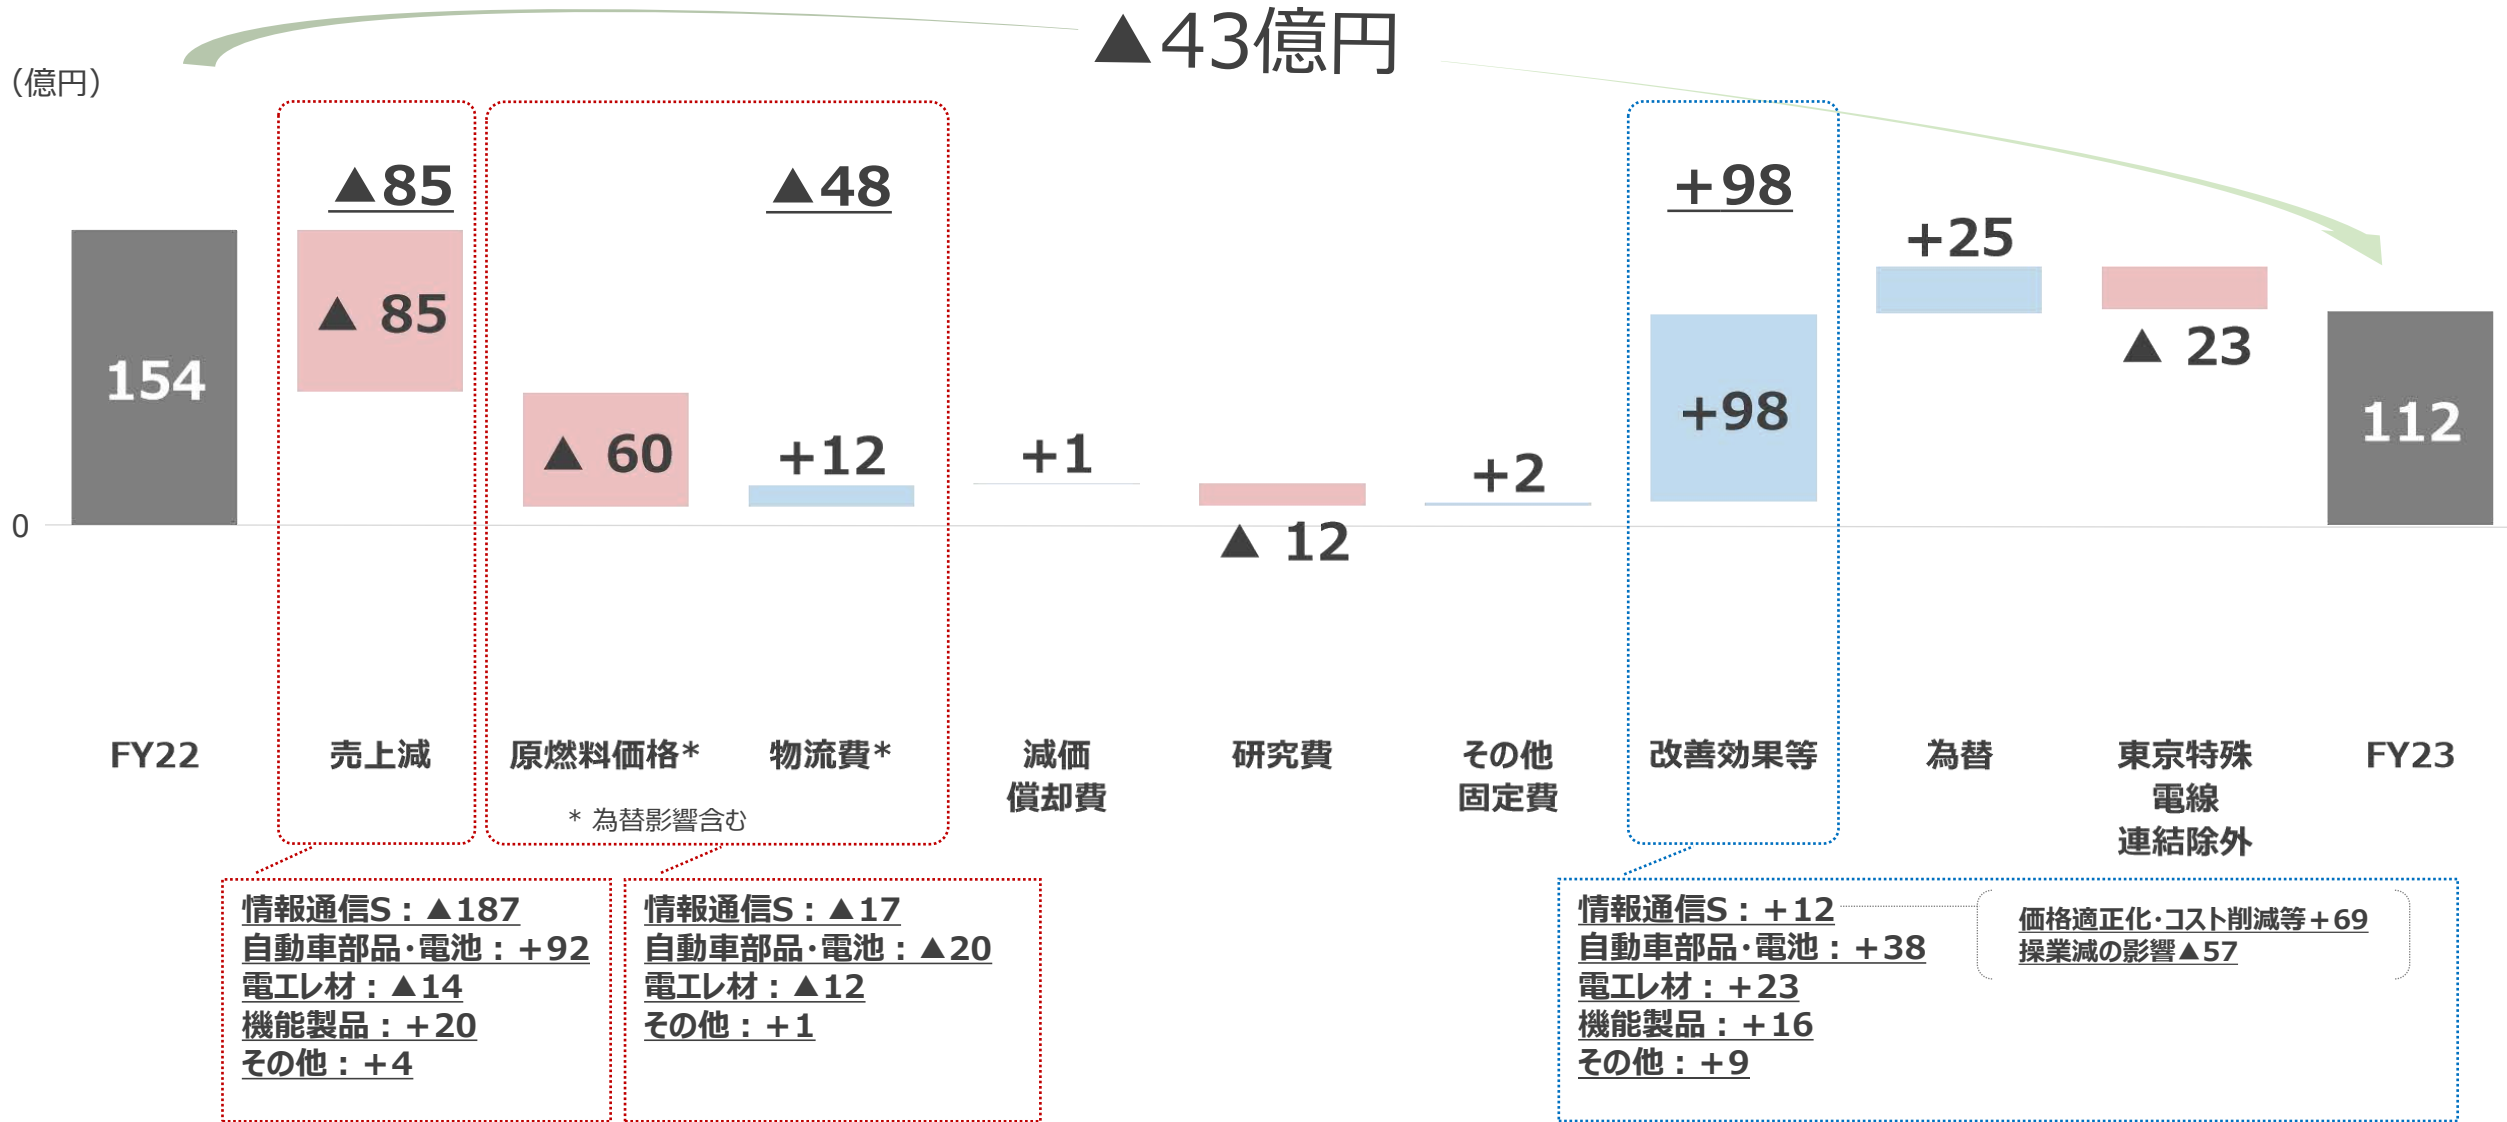 ▲43億円
（億円）
▲85
▲48
＋98
+25
▲ 85
154
▲ 60
+12
+1
▲ 12
+2
+98
▲ 23
112
0
FY22
売上減
原燃料価格*
物流費*
減価
償却費
研究費
その他
固定費
改善効果等
為替
東京特殊
電線
連結除外
FY23
* 為替影響含む
情報通信S：▲187
自動車部品･電池：＋92
電エレ材：▲14
機能製品：＋20
その他：＋4
情報通信S：▲17
自動車部品･電池：▲20
電エレ材：▲12
その他：＋1
情報通信S：＋12
自動車部品･電池：＋38
電エレ材：＋23
機能製品：＋16
その他：＋9
価格適正化･コスト削減等＋69
操業減の影響▲57